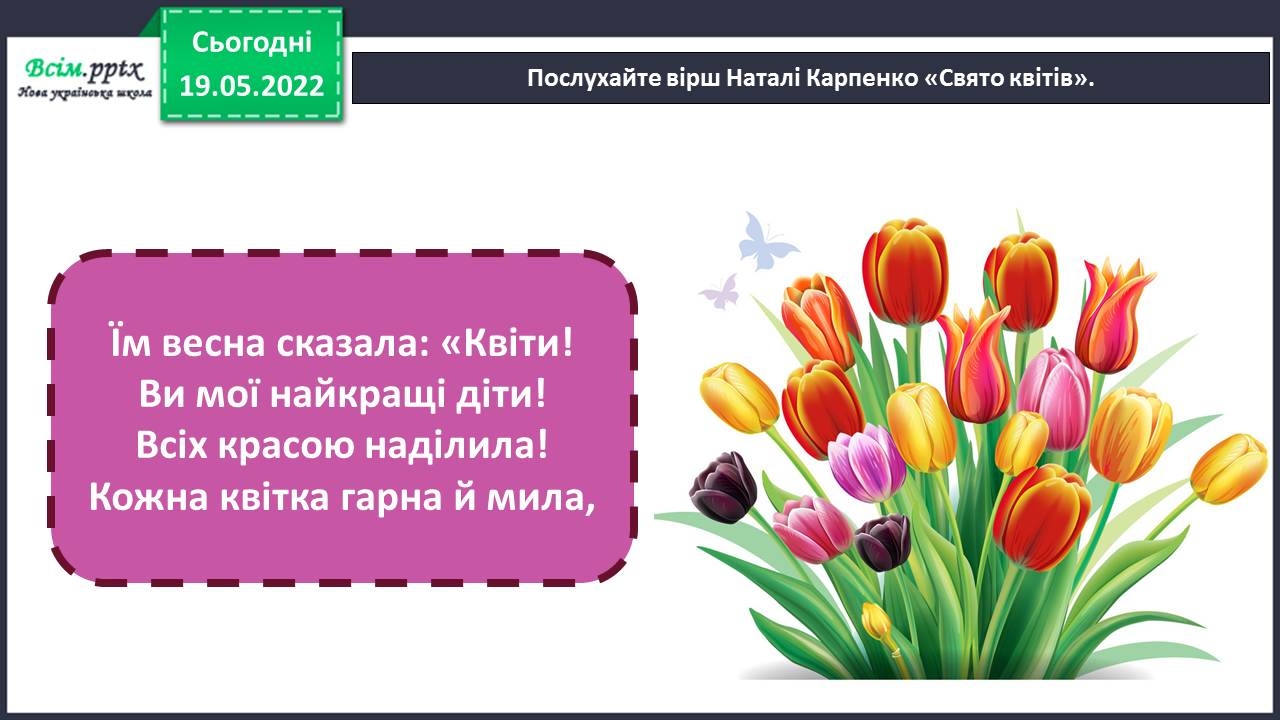 Всім.pptx
Нова українська школа
Сьогодні
19.05.2022
Послухайте вірш Наталі Карпенко «Свято квітів».
Їм весна сказала: «Квіти!
Ви мої найкращі діти!
Всіх красою наділила!
Кожна квітка гарна й мила,